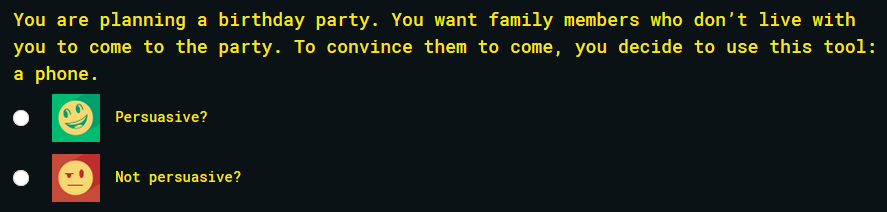 You are planning a birthday party. You want family members who don’t live with
you to come to the party. To convince them to come, you decide to use this tool:
a phone.
Persuasive?
Not persuasive?